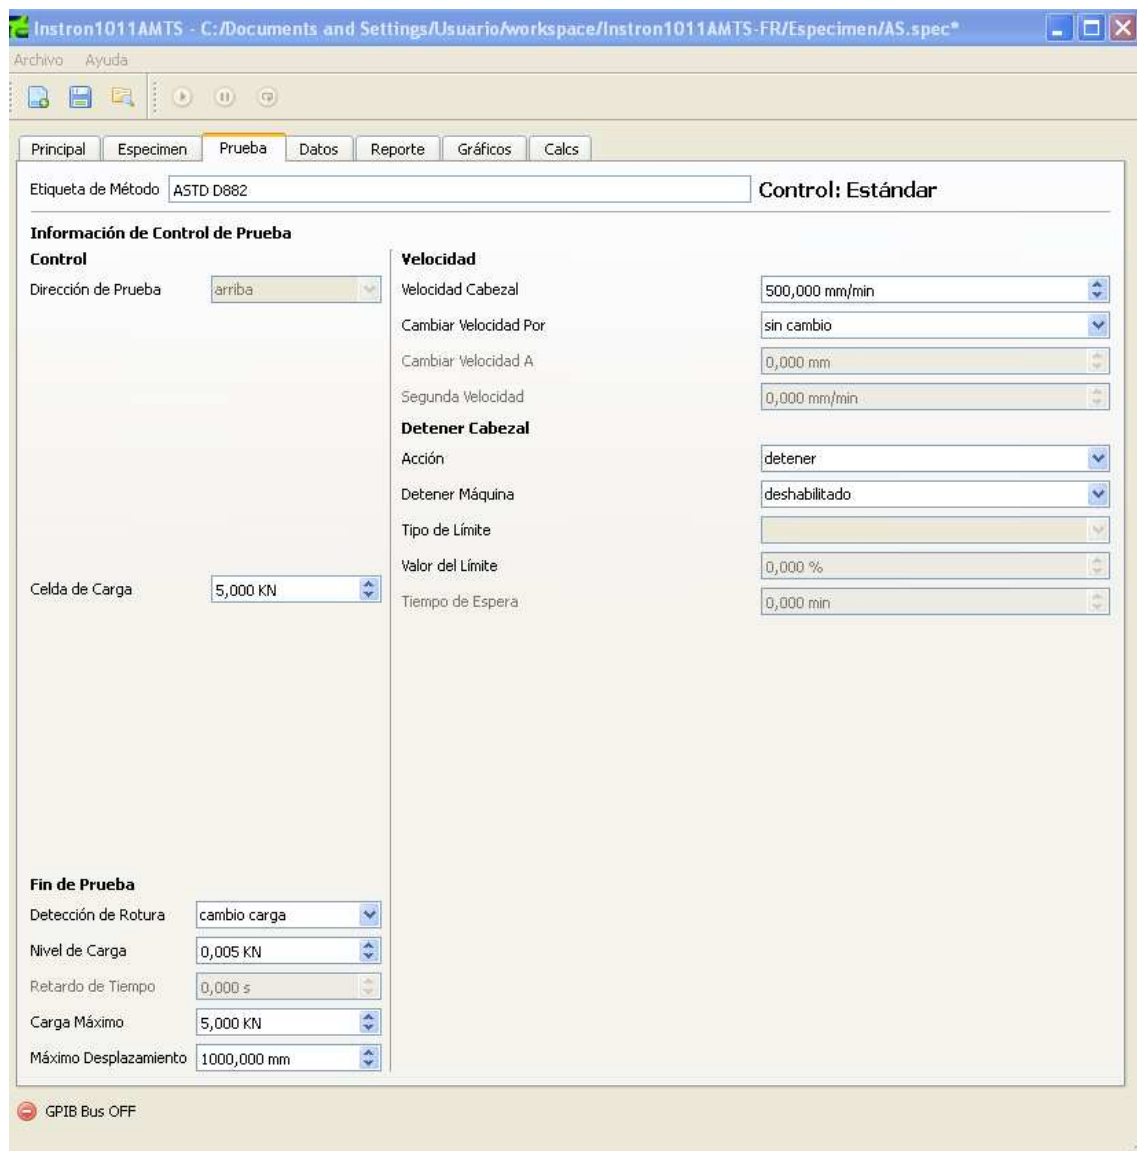 Instron1011AMTS - C:/Documents and Settings/Usuario/workspace/Instron1011AMTS-FR/Especimen/AS.spec*
Archivo Ayuda
Principal Especimen Prueba Datos Reporte Gráficos Calcs
Etiqueta de Método ASTD D882 Control: Estándar
Información de Control de Prueba
Control
Dirección de Prueba arriba
Celda de Carga 5,000 KN
Fin de Prueba
Detección de Rotura cambio carga
Nivel de Carga 0,005 KN
Retardo de Tiempo 0,000 s
Carga Máximo 5,000 KN
Máximo Desplazamiento 1000,000 mm
Velocidad
Velocidad Cabezal 500,000 mm/min
Cambiar Velocidad Por sin cambio
Cambiar Velocidad A 0,000 mm
Segunda Velocidad 0,000 mm/min
Detener Cabezal
Acción detener
Detener Máquina deshabilitado
Tipo de Límite
Valor del Límite 0,000 %
Tiempo de Espera 0,000 min
GPIB Bus OFF